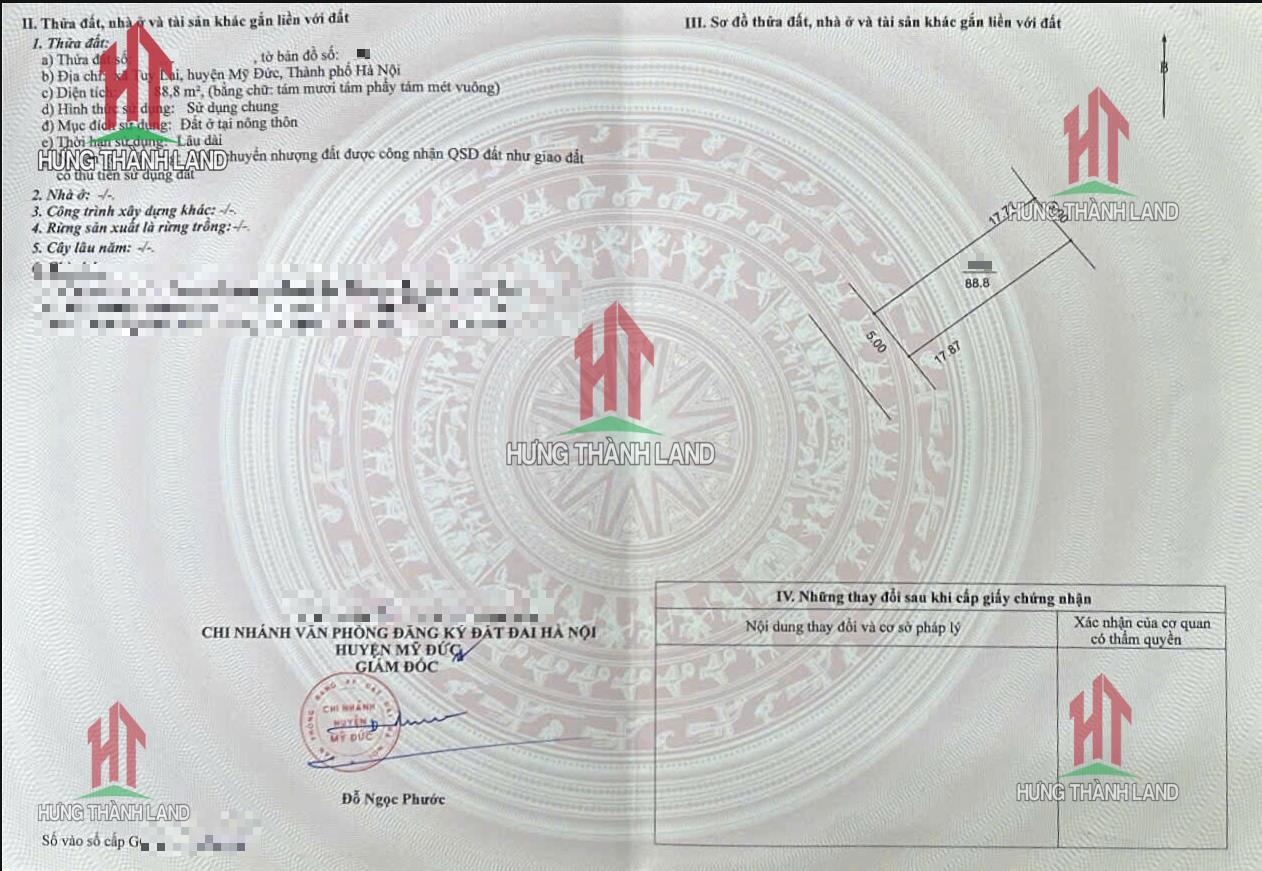 II. Thửa đất, nhà ở và tài sản khác gắn liền với đất
1. Thửa đất:
a) Thửa đất số: , tờ bản đồ số:
b) Địa chỉ: xã Tuy Lai, huyện Mỹ Đức, Thành phố Hà Nội
c) Diện tích: 88,8 m², (bằng chữ: tám mươi tám phẩy tám mét vuông)
d) Hình thức sử dụng: Sử dụng chung
đ) Mục đích sử dụng: Đất ở tại nông thôn
e) Thời hạn sử dụng: Lâu dài
chuyển nhượng đất được công nhận QSD đất như giao đất
có thu tiền sử dụng đất
2. Nhà ở: -/-.
3. Công trình xây dựng khác: -/-.
4. Rừng sản xuất là rừng trồng: -/-.
5. Cây lâu năm: -/-.
HƯNG THÀNH LAND
III. Sơ đồ thửa đất, nhà ở và tài sản khác gắn liền với đất
B
HƯNG THÀNH LAND
88.8
5.00
17.87
HT
HƯNG THÀNH LAND
CHI NHÁNH VĂN PHÒNG ĐĂNG KÝ ĐẤT ĐAI HÀ NỘI
HUYỆN MỸ ĐỨC
GIÁM ĐỐC
CHI NHÁNH
HUYỆN
MỸ ĐỨC
Đỗ Ngọc Phước
HƯNG THÀNH LAND
Số vào sổ cấp
IV. Những thay đổi sau khi cấp giấy chứng nhận
Nội dung thay đổi và cơ sở pháp lý
Xác nhận của cơ quan
có thẩm quyền
HƯNG THÀNH LAND